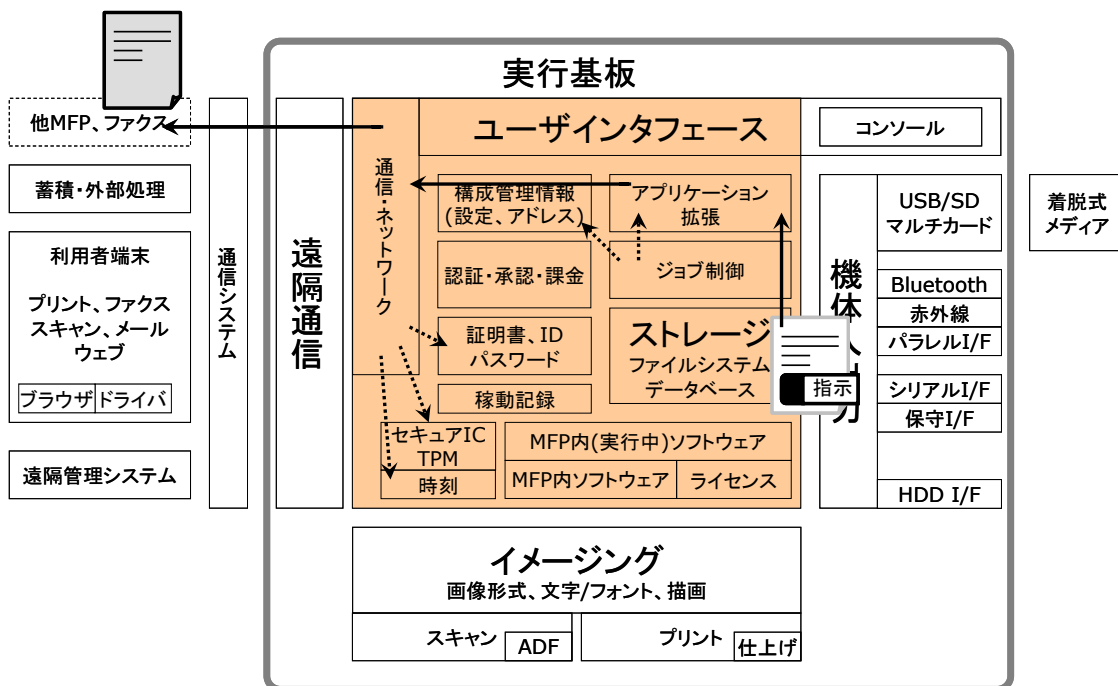 実行基板
他MFP、ファクス
蓄積・外部処理
利用者端末
プリント、ファクス
スキャン、メール
ウェブ
ブラウザ
ドライバ
遠隔管理システム
通信システム
遠隔通信
通信・ネットワーク
ユーザインタフェース
構成管理情報
(設定、アドレス)
アプリケーション
拡張
認証・承認・課金
ジョブ制御
証明書、ID
パスワード
ストレージ
ファイルシステム
データベース
稼動記録
セキュアIC
TPM
時刻
MFP内(実行中)ソフトウェア
MFP内ソフトウェア
ライセンス
指示
コンソール
機体入出力
USB/SD
マルチカード
Bluetooth
赤外線
パラレルI/F
シリアルI/F
保守I/F
HDD I/F
着脱式
メディア
イメージング
画像形式、文字/フォント、描画
スキャン
ADF
プリント
仕上げ